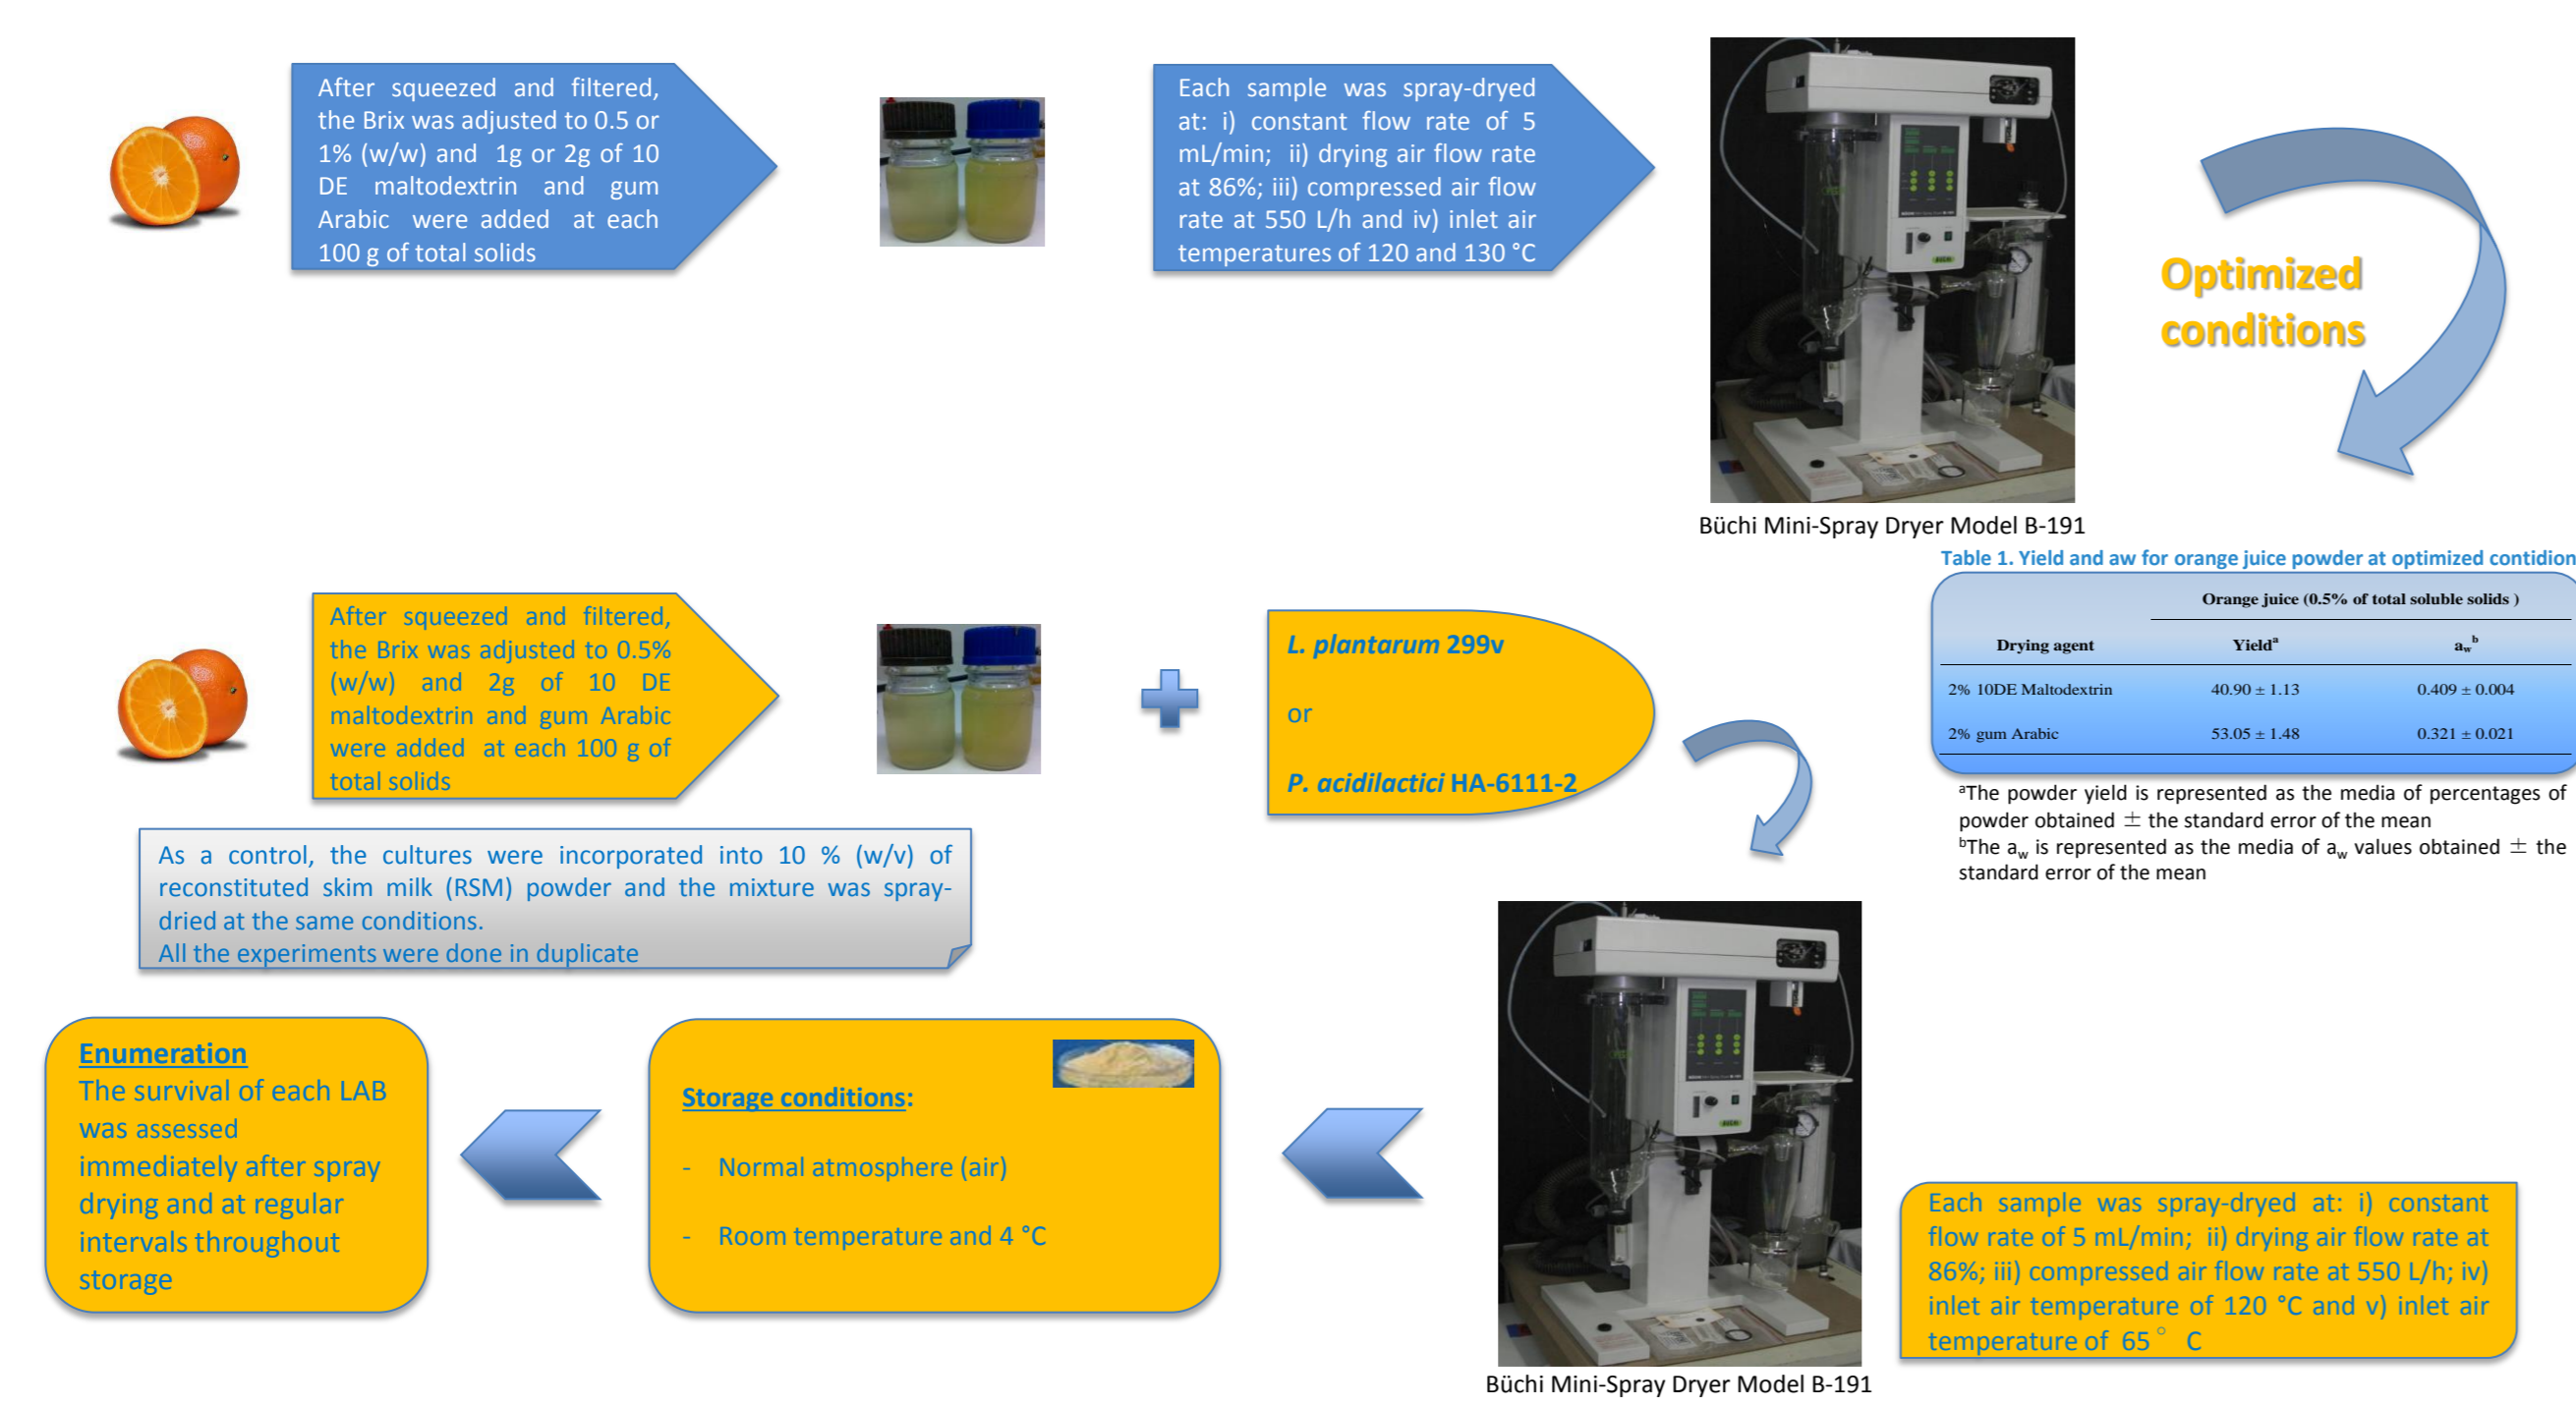 After squeezed and filtered,
the Brix was adjusted to 0.5 or
1% (w/w) and 1g or 2g of 10
DE maltodextrin and gum
Arabic were added at each
100 g of total solids
Each sample was spray-dryed
at: i) constant flow rate of 5
mL/min; ii) drying air flow rate
at 86%; iii) compressed air flow
rate at 550 L/h and iv) inlet air
temperatures of 120 and 130 °C
Büchi Mini-Spray Dryer Model B-191
Optimized
conditions
Table 1. Yield and aw for orange juice powder at optimized contidion
Orange juice (0.5% of total soluble solids )
Drying agent Yieldᵃ a_w ᵇ
2% 10DE Maltodextrin 40.90 ± 1.13 0.409 ± 0.004
2% gum Arabic 53.05 ± 1.48 0.321 ± 0.021
ᵃThe powder yield is represented as the media of percentages of
powder obtained ± the standard error of the mean
ᵇThe a_w is represented as the media of a_w values obtained ± the
standard error of the mean
After squeezed and filtered,
the Brix was adjusted to 0.5%
(w/w) and 2g of 10 DE
maltodextrin and gum Arabic
were added at each 100 g of
total solids
L. plantarum 299v
or
P. acidilactici HA-6111-2
As a control, the cultures were incorporated into 10 % (w/v) of
reconstituted skim milk (RSM) powder and the mixture was spray-
dried at the same conditions.
All the experiments were done in duplicate
Büchi Mini-Spray Dryer Model B-191
Each sample was spray-dryed at: i) constant
flow rate of 5 mL/min; ii) drying air flow rate at
86%; iii) compressed air flow rate at 550 L/h; iv)
inlet air temperature of 120 °C and v) inlet air
temperature of 65 ° C
Storage conditions:
- Normal atmosphere (air)
- Room temperature and 4 °C
Enumeration
The survival of each LAB
was assessed
immediately after spray
drying and at regular
intervals throughout
storage